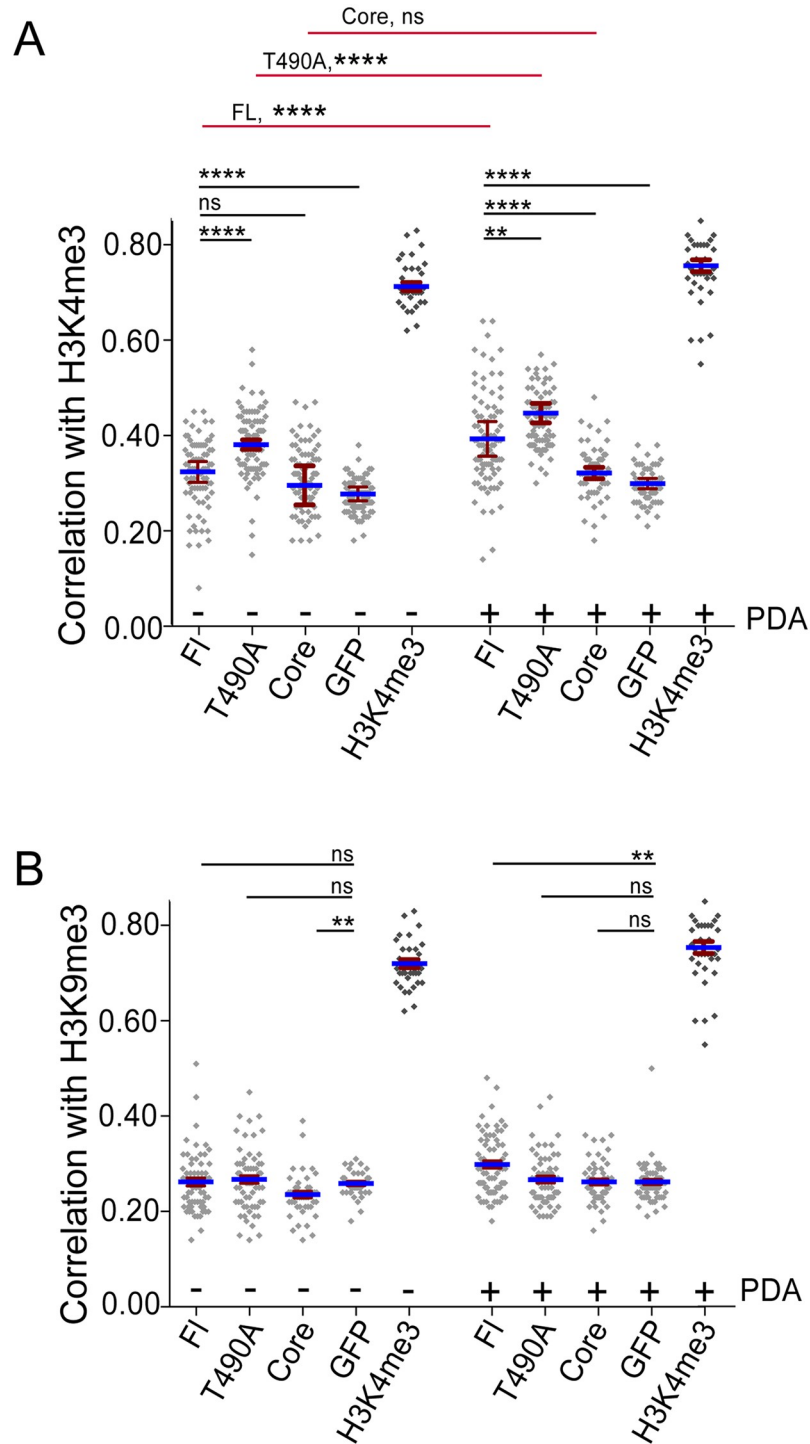 A
Core, ns
T490A,****
FL, ****
**** ****
ns ****
**** **
Correlation with H3K4me3
0.80
0.60
0.40
0.20
0.00
- - - - - + + + + + PDA
Fl T490A Core GFP H3K4me3 Fl T490A Core GFP H3K4me3
B
ns **
ns ns
** ns
Correlation with H3K9me3
0.80
0.60
0.40
0.20
0.00
- - - - - + + + + + PDA
Fl T490A Core GFP H3K4me3 Fl T490A Core GFP H3K4me3